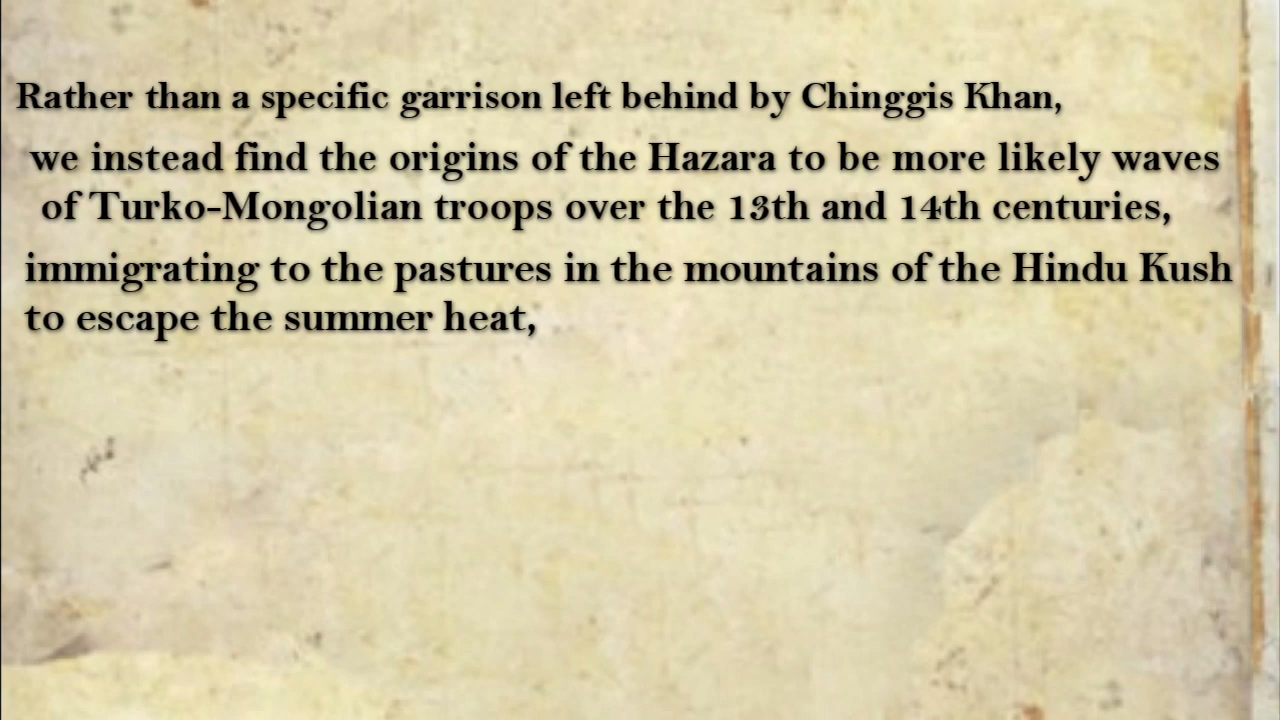 Rather than a specific garrison left behind by Chinggis Khan,
we instead find the origins of the Hazara to be more likely waves
of Turko-Mongolian troops over the 13th and 14th centuries,
immigrating to the pastures in the mountains of the Hindu Kush
to escape the summer heat,